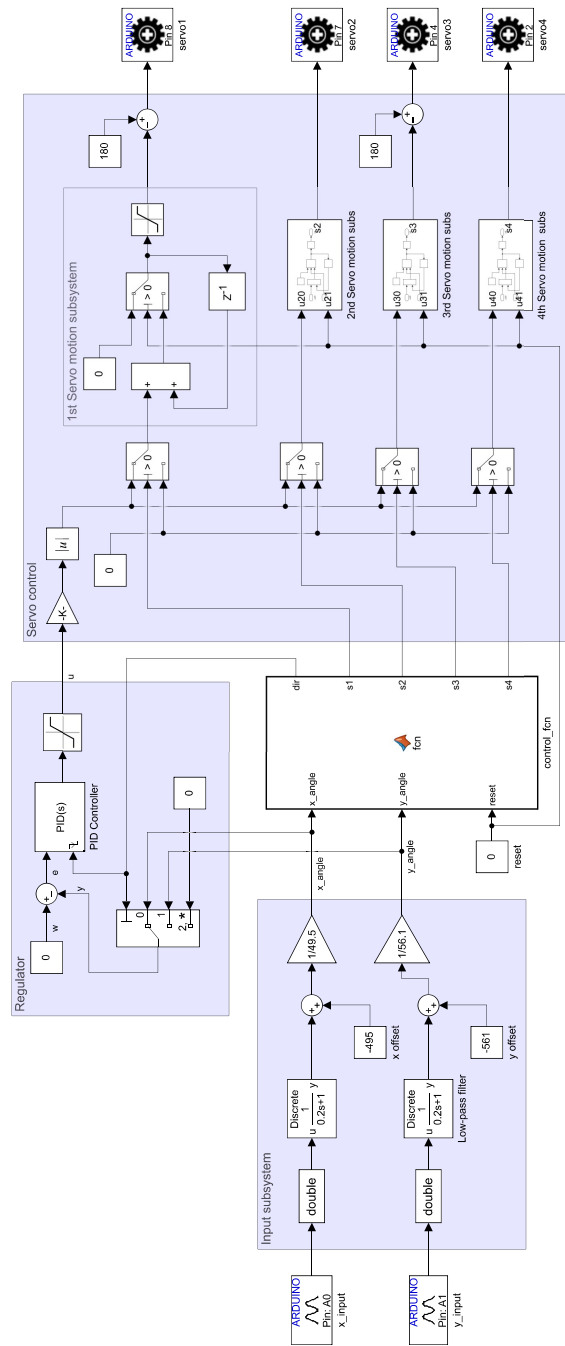 Input subsystem
ARDUINO
Pin: A0
x_input
double
Discrete
u
1
0.2s+1
y
-495
x offset
1/49.5
x_angle
ARDUINO
Pin: A1
y_input
double
Discrete
u
1
0.2s+1
y
Low-pass filter
-561
y offset
1/56.1
y_angle
0
reset
x_angle
y_angle
reset
fcn
dir
s1
s2
s3
s4
control_fcn
Regulator
0
w
+
−
e
y
0
1
2, *
0
PID(s)
PID Controller
u
Servo control
-K-
|u|
0
> 0
> 0
> 0
> 0
1st Servo motion subsystem
+
+
0
> 0
z-1
180
+
−
ARDUINO
Pin 8
servo1
u20
u21
s2
2nd Servo motion subs
ARDUINO
Pin 7
servo2
u30
u31
s3
3rd Servo motion subs
180
+
−
ARDUINO
Pin 4
servo3
u40
u41
s4
4th Servo motion subs
ARDUINO
Pin 2
servo4